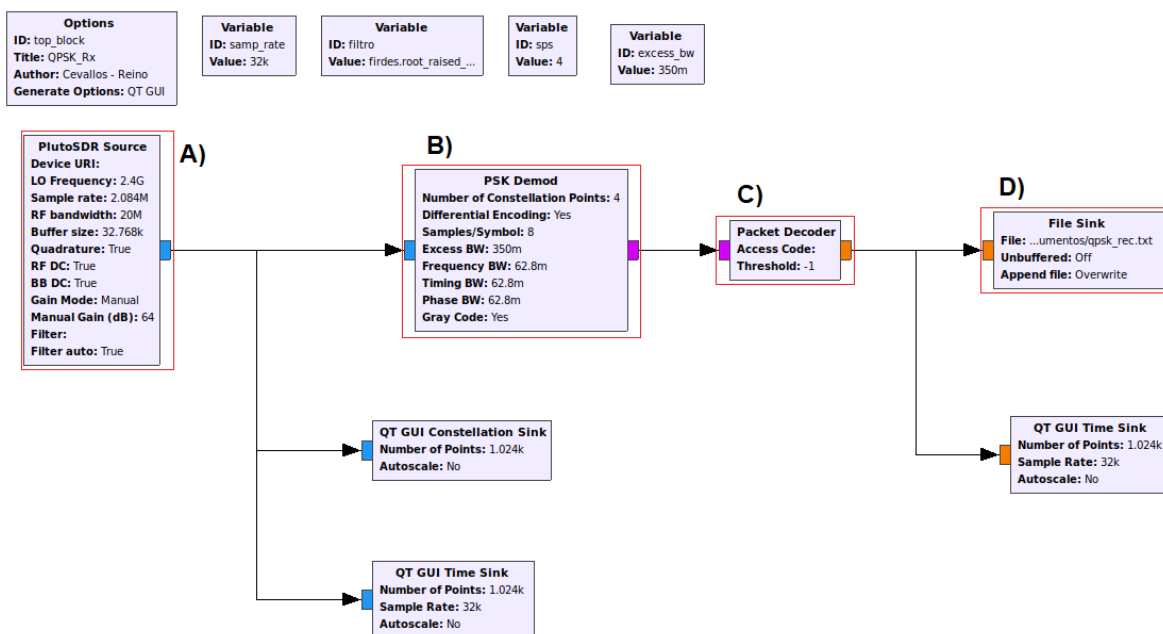 Options
ID: top_block
Title: QPSK_Rx
Author: Cevallos - Reino
Generate Options: QT GUI
Variable
ID: samp_rate
Value: 32k
Variable
ID: filtro
Value: firdes.root_raised_...
Variable
ID: sps
Value: 4
Variable
ID: excess_bw
Value: 350m
A)
PlutoSDR Source
Device URI:
LO Frequency: 2.4G
Sample rate: 2.084M
RF bandwidth: 20M
Buffer size: 32.768k
Quadrature: True
RF DC: True
BB DC: True
Gain Mode: Manual
Manual Gain (dB): 64
Filter:
Filter auto: True
B)
PSK Demod
Number of Constellation Points: 4
Differential Encoding: Yes
Samples/Symbol: 8
Excess BW: 350m
Frequency BW: 62.8m
Timing BW: 62.8m
Phase BW: 62.8m
Gray Code: Yes
C)
Packet Decoder
Access Code:
Threshold: -1
D)
File Sink
File: ...umentos/qpsk_rec.txt
Unbuffered: Off
Append file: Overwrite
QT GUI Constellation Sink
Number of Points: 1.024k
Autoscale: No
QT GUI Time Sink
Number of Points: 1.024k
Sample Rate: 32k
Autoscale: No
QT GUI Time Sink
Number of Points: 1.024k
Sample Rate: 32k
Autoscale: No